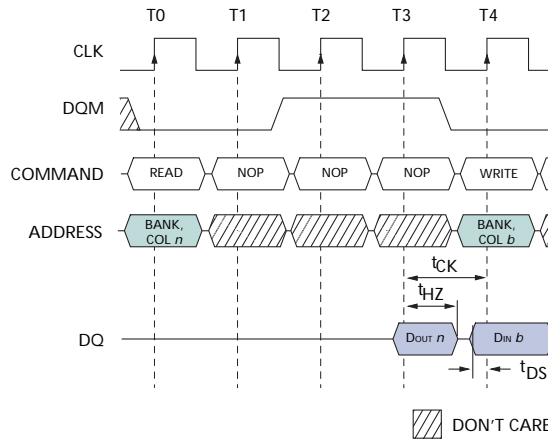 T0 T1 T2 T3 T4
CLK
DQM
COMMAND READ NOP NOP NOP WRITE
ADDRESS BANK, COL n BANK, COL b
tCK
tHZ
DQ DOUT n DIN b
tDS
DON'T CARE